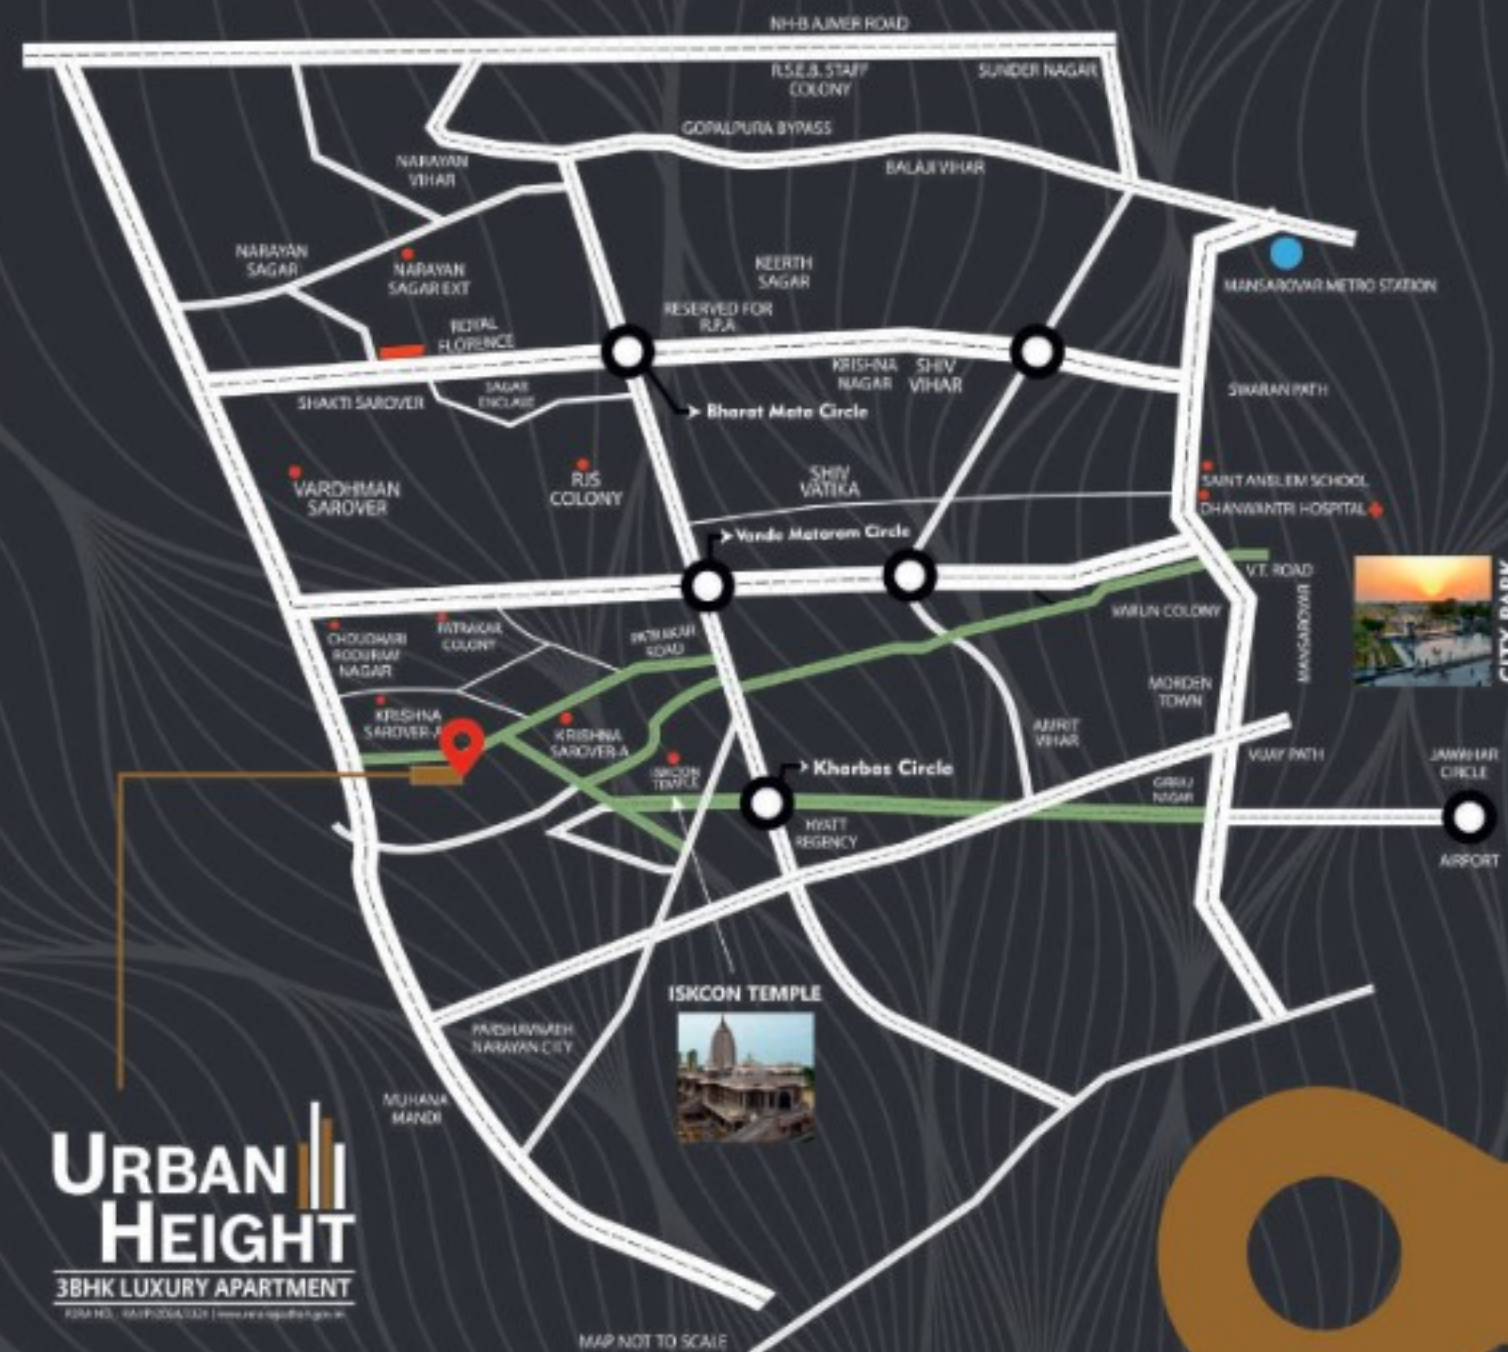 NH-8 AJMER ROAD
R.S.E.B. STAFF
COLONY
SUNDER NAGAR
GOPALPURA BYPASS
NARAYAN
VIHAR
BALAJI VIHAR
NARAYAN
SAGAR
NARAYAN
SAGAR EXT
KEERTH
SAGAR
MANSAROVAR METRO STATION
RESERVED FOR
R.P.A
ROYAL
FLORENCE
KRISHNA
NAGAR
SHIV
VIHAR
SAGAR
ENCLAVE
SHAKTI SAROVER
SWARAN PATH
Bharat Mata Circle
VARDHMAN
SAROVER
RJS
COLONY
SHIV
VATIKA
SAINT ANSLEM SCHOOL
DHANWANTRI HOSPITAL
Vande Mataram Circle
V.T. ROAD
MANSAROVAR
CITY PARK
VARUN COLONY
CHOUDHARI
NAGAR
PATRAKAR
COLONY
PATRAKAR
ROAD
MORDEN
TOWN
KRISHNA
SAROVER-A
KRISHNA
SAROVER-A
AMRIT
VIHAR
VIJAY PATH
JAWAHAR
CIRCLE
ISKCON
TEMPLE
Kharbas Circle
NAGAR
HYATT
REGENCY
AIRPORT
ISKCON TEMPLE
PARSHAVNATH
NARAYAN CITY
MUHANA
MANDI
URBAN
HEIGHT
3BHK LUXURY APARTMENT
MAP NOT TO SCALE